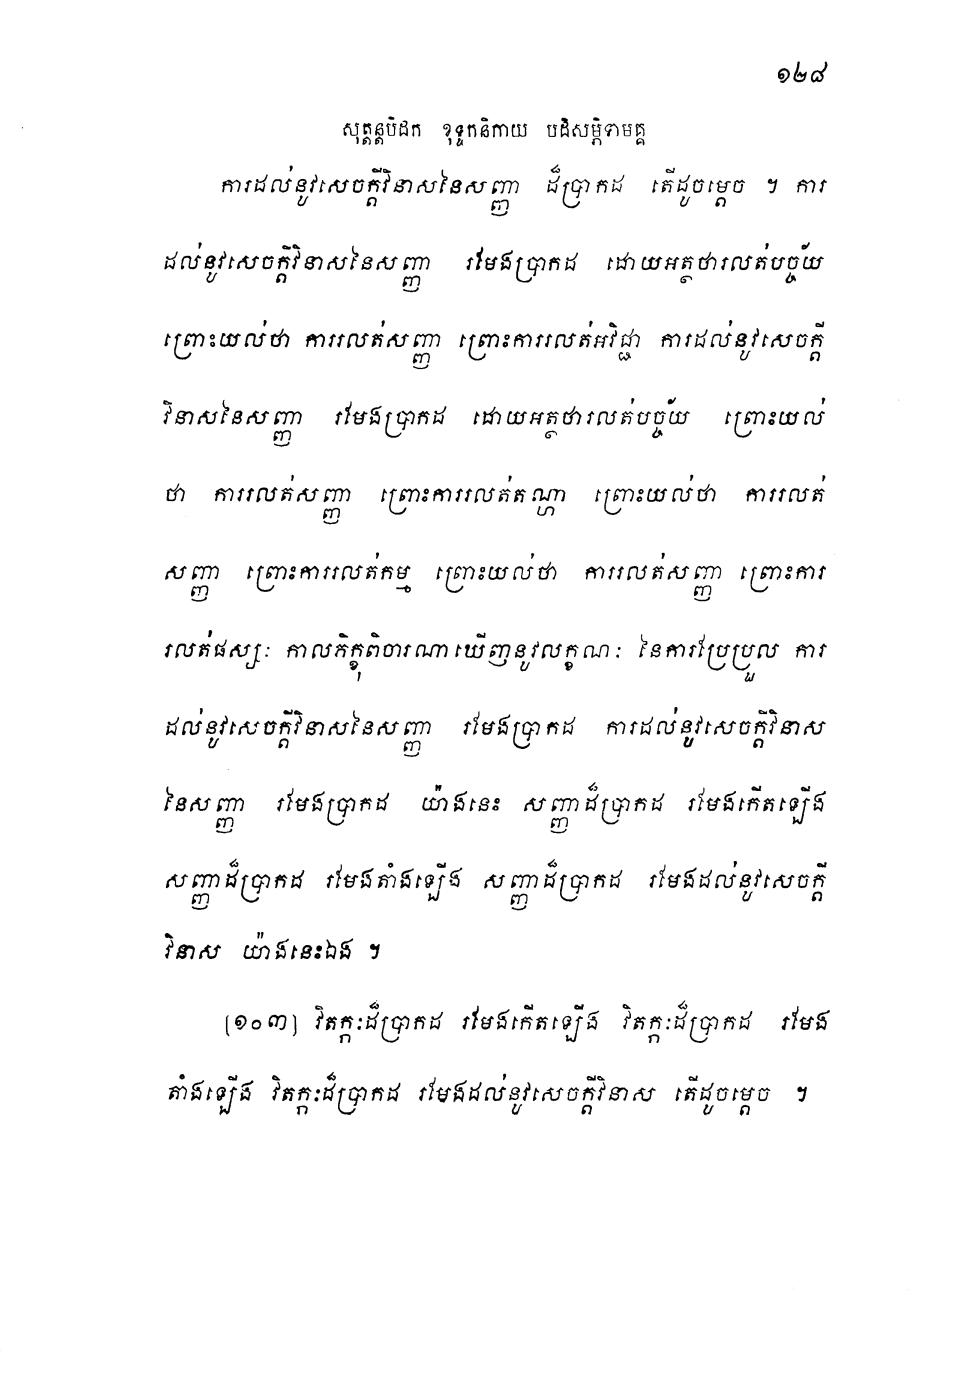 ១២៨
សុត្តន្តបិដក ខុទ្ទកនិកាយ បដិសម្ភិទាមគ្គ
ការដល់នូវសេចក្តីវិនាសនៃសញ្ញា ដ៏ប្រាកដ តើដូចម្តេច ។ ការ
ដល់នូវសេចក្តីវិនាសនៃសញ្ញា រមែងប្រាកដ ដោយអត្ថថារលត់បច្ច័យ
ព្រោះយល់ថា ការរលត់សញ្ញា ព្រោះការរលត់អវិជ្ជា ការដល់នូវសេចក្តី
វិនាសនៃសញ្ញា រមែងប្រាកដ ដោយអត្ថថារលត់បច្ច័យ ព្រោះយល់
ថា ការរលត់សញ្ញា ព្រោះការរលត់តណ្ហា ព្រោះយល់ថា ការរលត់
សញ្ញា ព្រោះការរលត់កម្ម ព្រោះយល់ថា ការរលត់សញ្ញា ព្រោះការ
រលត់ផស្សៈ កាលភិក្ខុពិចារណាឃើញនូវលក្ខណៈ នៃការប្រែប្រួល ការ
ដល់នូវសេចក្តីវិនាសនៃសញ្ញា រមែងប្រាកដ ការដល់នូវសេចក្តីវិនាស
នៃសញ្ញា រមែងប្រាកដ យ៉ាងនេះ សញ្ញាដ៏ប្រាកដ រមែងកើតឡើង
សញ្ញាដ៏ប្រាកដ រមែងតាំងឡើង សញ្ញាដ៏ប្រាកដ រមែងដល់នូវសេចក្តី
វិនាស យ៉ាងនេះឯង ។
[១០៣] វិតក្កៈដ៏ប្រាកដ រមែងកើតឡើង វិតក្កៈដ៏ប្រាកដ រមែង
តាំងឡើង វិតក្កៈដ៏ប្រាកដ រមែងដល់នូវសេចក្តីវិនាស តើដូចម្តេច ។